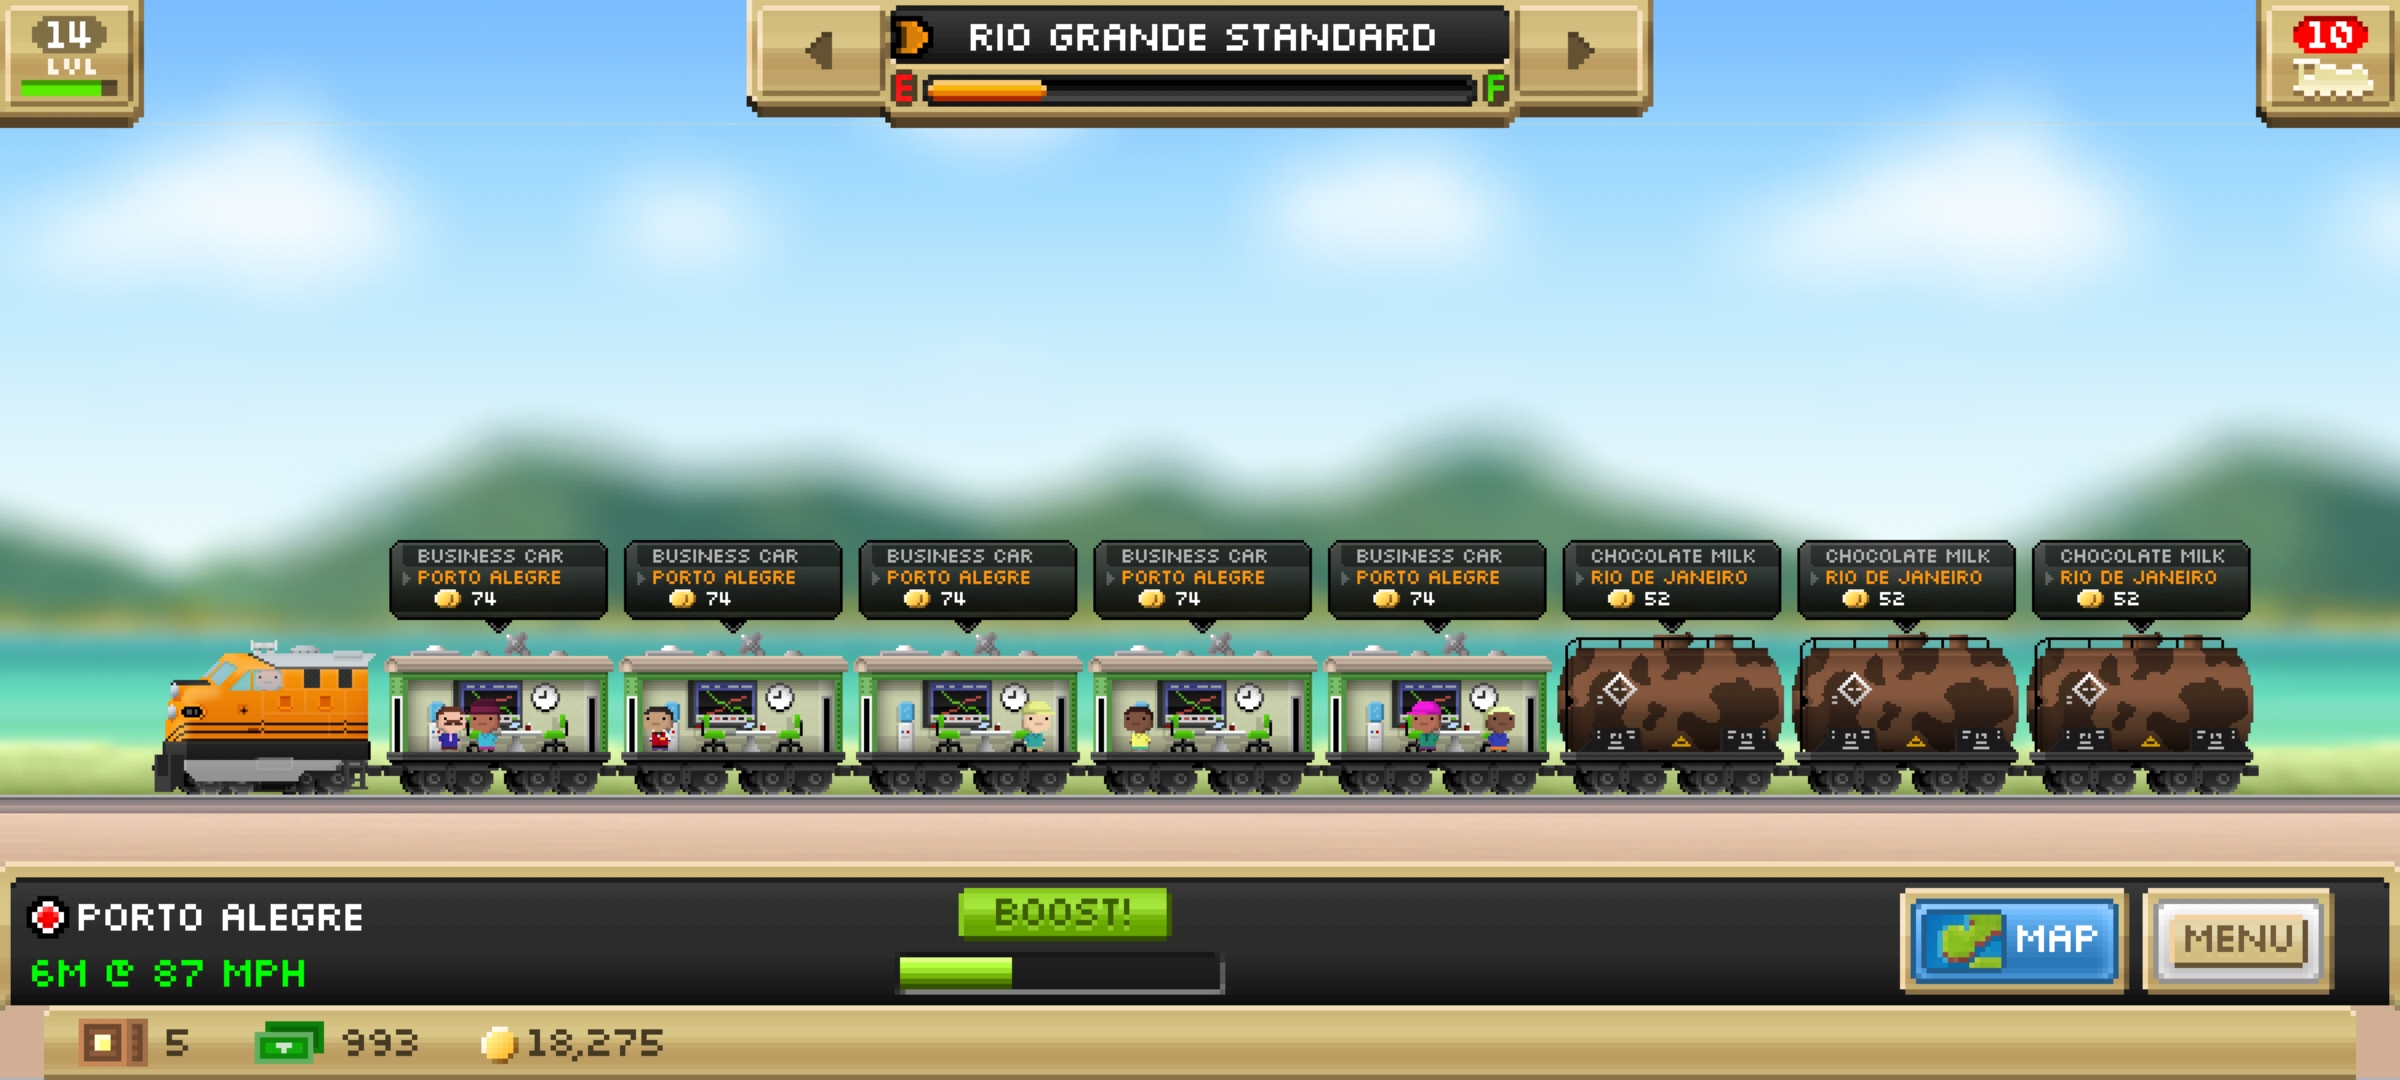 14
LVL
RIO GRANDE STANDARD
E F
10
BUSINESS CAR
PORTO ALEGRE
74
BUSINESS CAR
PORTO ALEGRE
74
BUSINESS CAR
PORTO ALEGRE
74
BUSINESS CAR
PORTO ALEGRE
74
BUSINESS CAR
PORTO ALEGRE
74
CHOCOLATE MILK
RIO DE JANEIRO
52
CHOCOLATE MILK
RIO DE JANEIRO
52
CHOCOLATE MILK
RIO DE JANEIRO
52
PORTO ALEGRE
6M @ 87 MPH
BOOST!
MAP
MENU
5 993 18,275